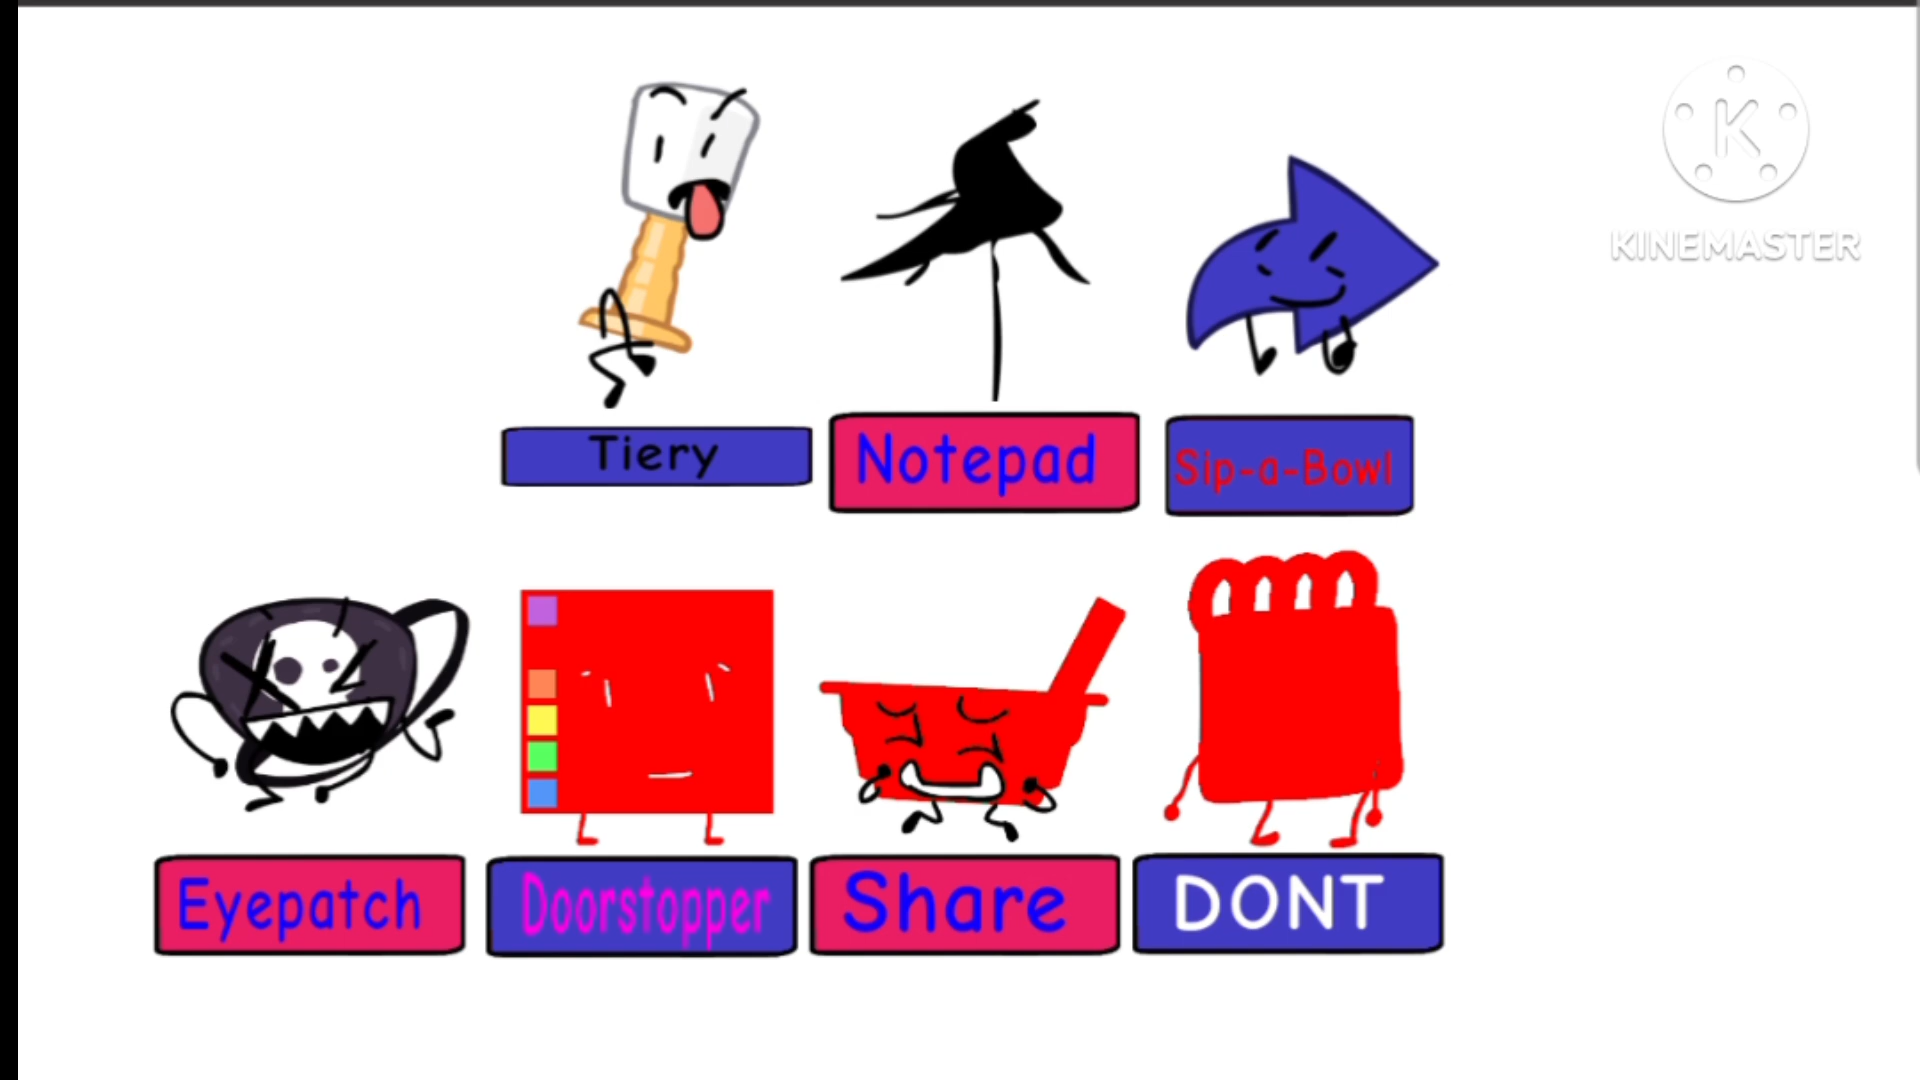 K
KINEMASTER
Tiery
Notepad
Sip-a-Bowl
Eyepatch
Doorstopper
Share
DONT